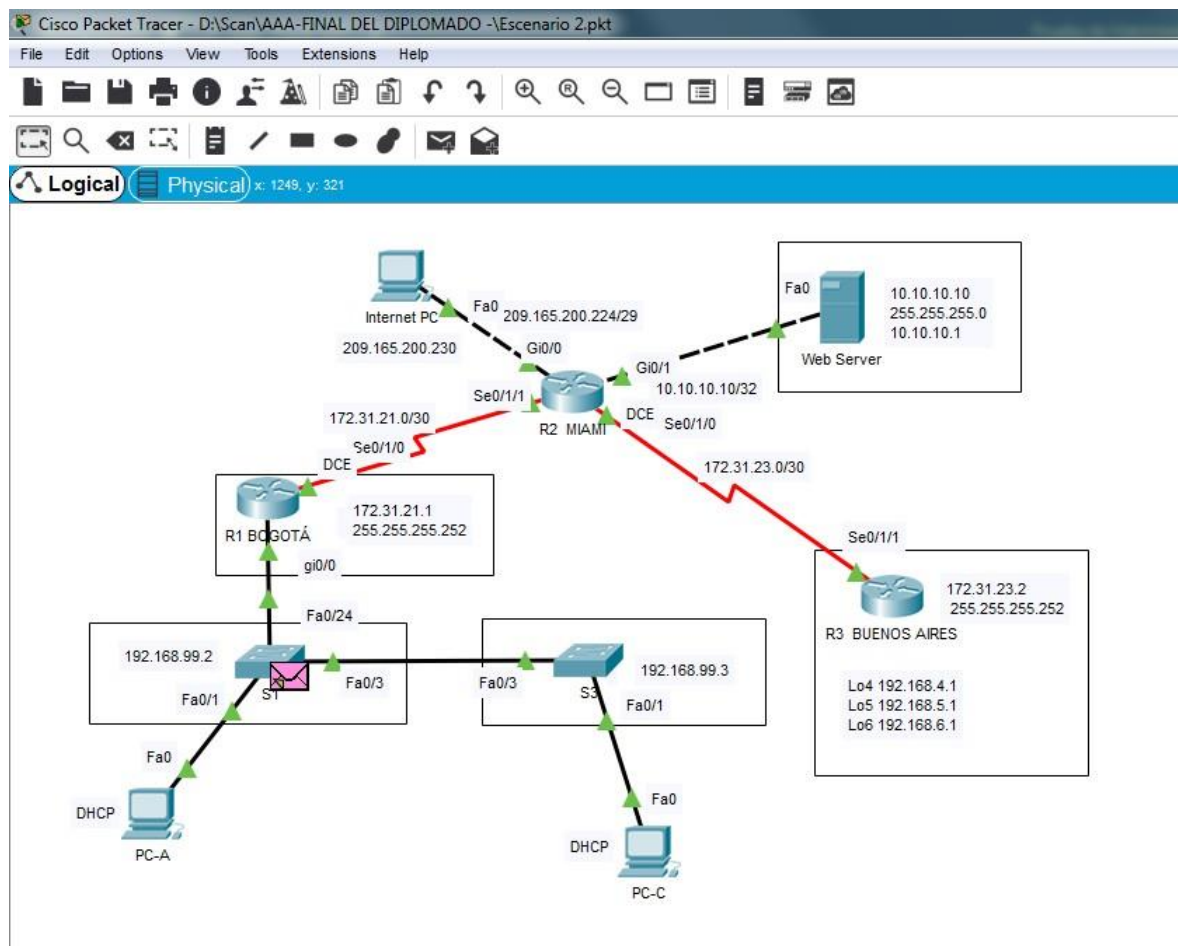 Cisco Packet Tracer - D:\Scan\AAA-FINAL DEL DIPLOMADO -\Escenario 2.pkt
File Edit Options View Tools Extensions Help
Logical Physical x: 1249, y: 321
Internet PC
Fa0
209.165.200.224/29
209.165.200.230
Gi0/0
Fa0
10.10.10.10
255.255.255.0
10.10.10.1
Web Server
Gi0/1
10.10.10.10/32
Se0/1/1
R2 MIAMI
DCE
Se0/1/0
172.31.21.0/30
Se0/1/0
DCE
172.31.23.0/30
R1 BOGOTÁ
172.31.21.1
255.255.255.252
gi0/0
Se0/1/1
172.31.23.2
255.255.255.252
R3 BUENOS AIRES
Lo4 192.168.4.1
Lo5 192.168.5.1
Lo6 192.168.6.1
Fa0/24
192.168.99.2
S1
Fa0/3
Fa0/3
S3
192.168.99.3
Fa0/1
Fa0/1
Fa0
DHCP
PC-A
Fa0
DHCP
PC-C